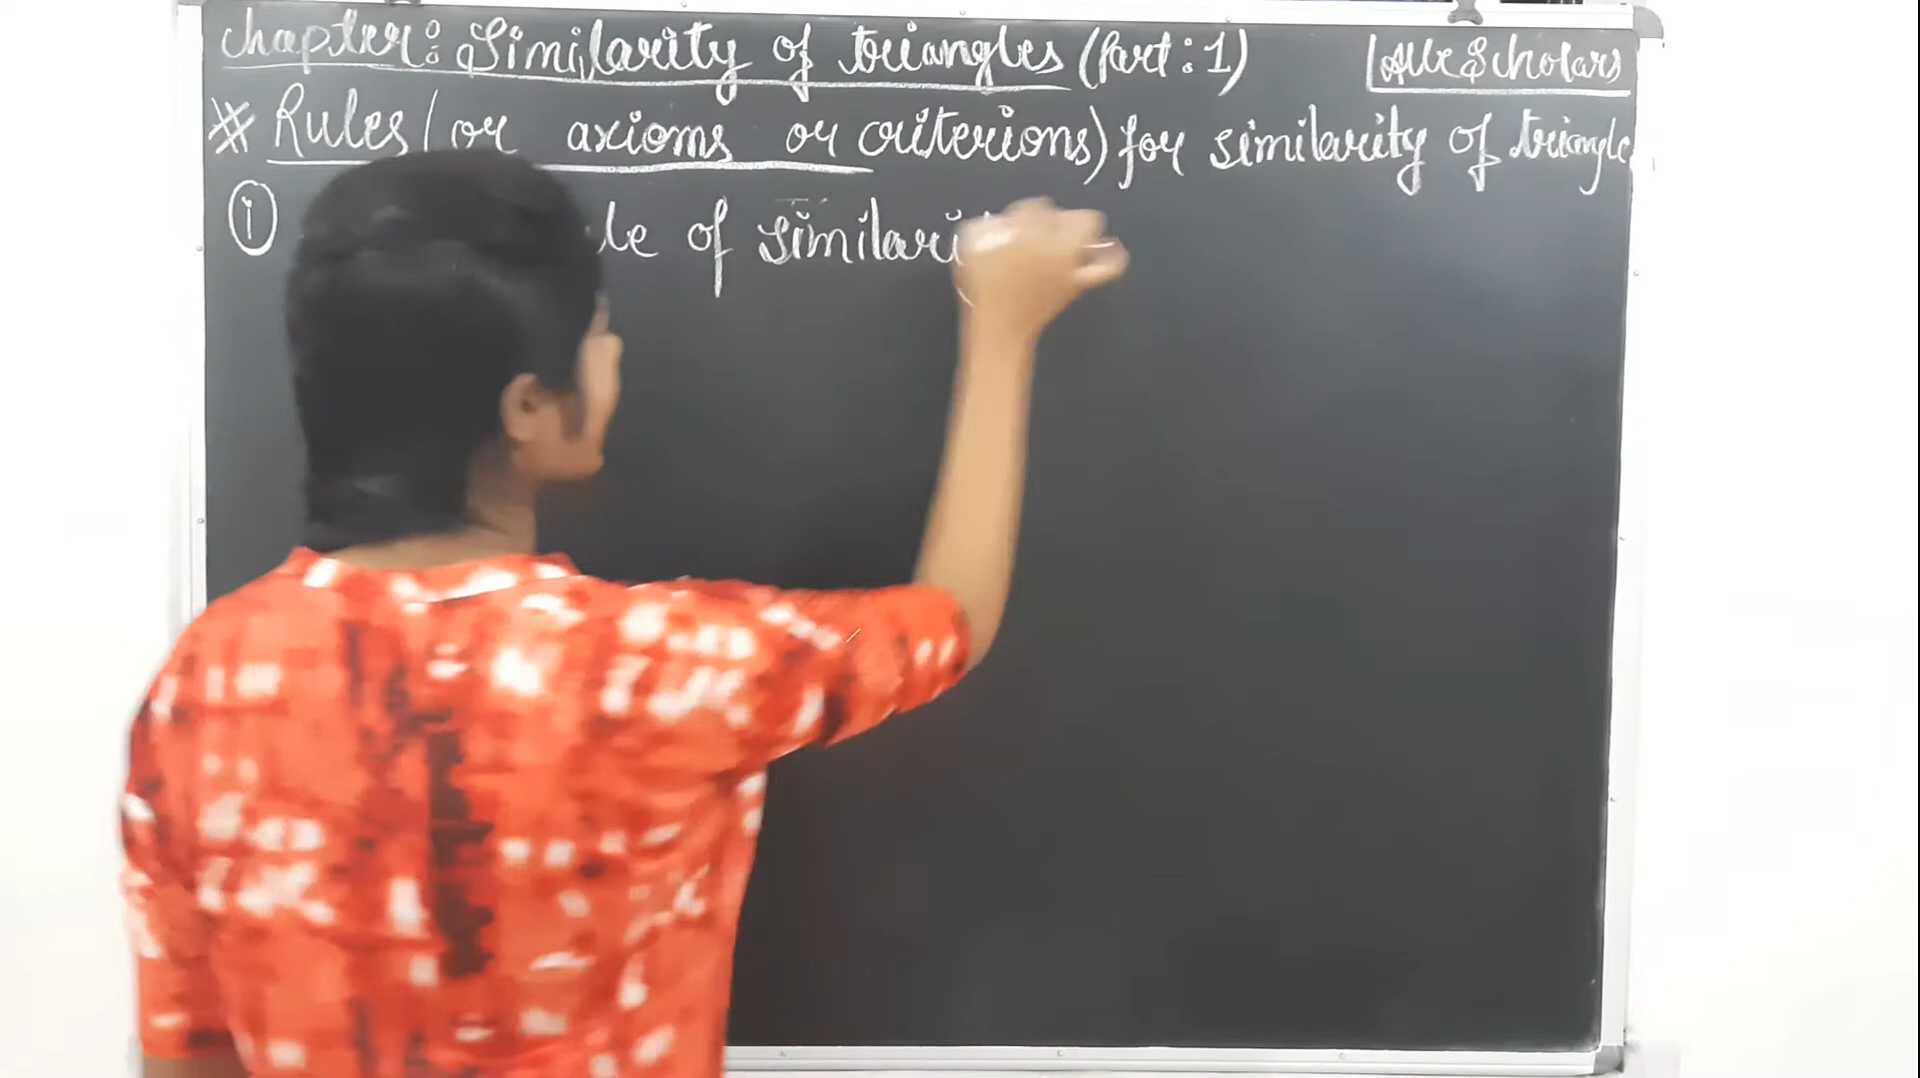 chapter: Similarity of triangles (Part: 1)
AVE Scholars
# Rules (or axioms or criterions) for similarity of triangle
① le of similari